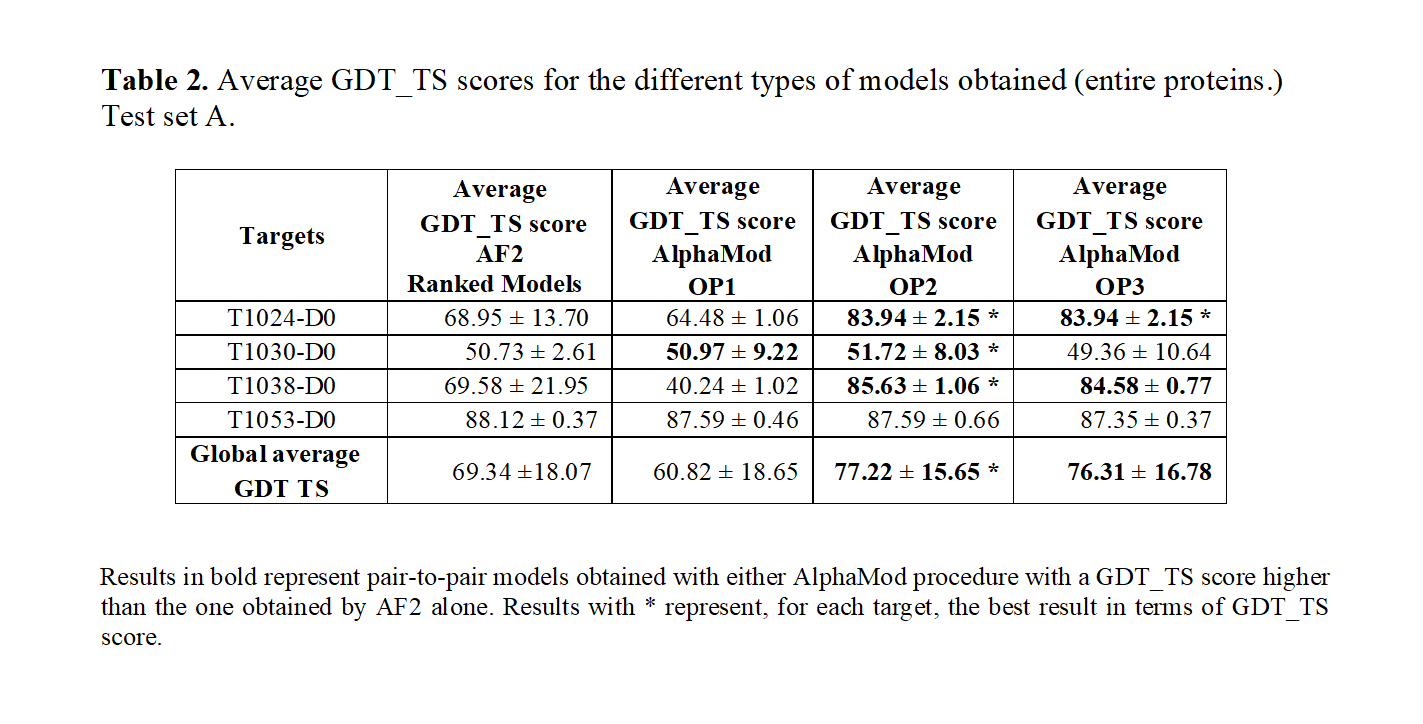 Table 2. Average GDT_TS scores for the different types of models obtained (entire proteins.)
Test set A.
Targets
Average
GDT_TS score
AF2
Ranked Models
Average
GDT_TS score
AlphaMod
OP1
Average
GDT_TS score
AlphaMod
OP2
Average
GDT_TS score
AlphaMod
OP3
T1024-D0 68.95 ± 13.70 64.48 ± 1.06 83.94 ± 2.15 * 83.94 ± 2.15 *
T1030-D0 50.73 ± 2.61 50.97 ± 9.22 51.72 ± 8.03 * 49.36 ± 10.64
T1038-D0 69.58 ± 21.95 40.24 ± 1.02 85.63 ± 1.06 * 84.58 ± 0.77
T1053-D0 88.12 ± 0.37 87.59 ± 0.46 87.59 ± 0.66 87.35 ± 0.37
Global average
GDT TS
69.34 ±18.07 60.82 ± 18.65 77.22 ± 15.65 * 76.31 ± 16.78
Results in bold represent pair-to-pair models obtained with either AlphaMod procedure with a GDT_TS score higher
than the one obtained by AF2 alone. Results with * represent, for each target, the best result in terms of GDT_TS
score.